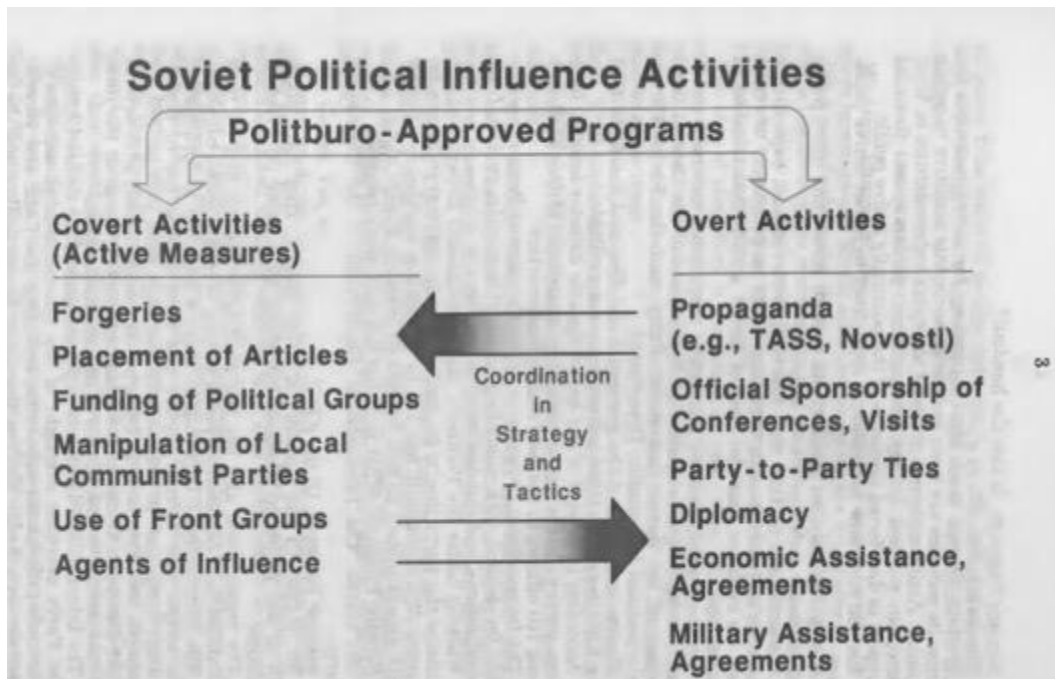 Soviet Political Influence Activities
Politburo-Approved Programs
Covert Activities
(Active Measures)
Forgeries
Placement of Articles
Funding of Political Groups
Manipulation of Local
Communist Parties
Use of Front Groups
Agents of Influence
Coordination
in
Strategy
and
Tactics
Overt Activities
Propaganda
(e.g., TASS, Novosti)
Official Sponsorship of
Conferences, Visits
Party-to-Party Ties
Diplomacy
Economic Assistance,
Agreements
Military Assistance,
Agreements
3